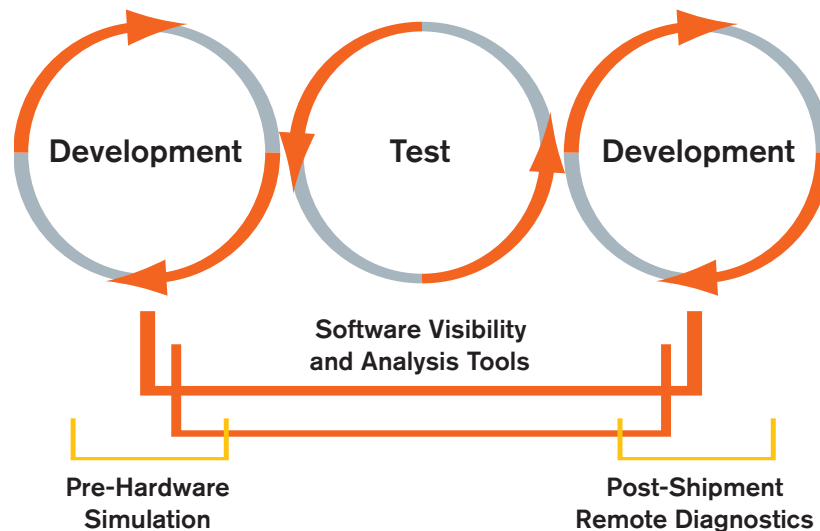 Development
Test
Development
Software Visibility
and Analysis Tools
Pre-Hardware
Simulation
Post-Shipment
Remote Diagnostics